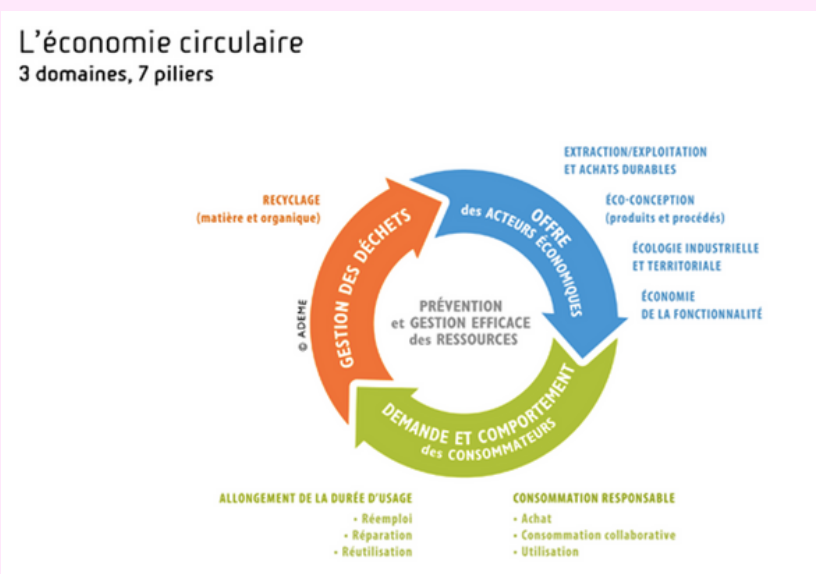 L'économie circulaire
3 domaines, 7 piliers
EXTRACTION/EXPLOITATION
ET ACHATS DURABLES
RECYCLAGE
(matière et organique)
ÉCO-CONCEPTION
(produits et procédés)
ÉCOLOGIE INDUSTRIELLE
ET TERRITORIALE
ÉCONOMIE
DE LA FONCTIONNALITÉ
OFFRE
des ACTEURS ÉCONOMIQUES
GESTION DES DÉCHETS
© ADEME
PRÉVENTION
et GESTION EFFICACE
des RESSOURCES
DEMANDE ET COMPORTEMENT
des CONSOMMATEURS
ALLONGEMENT DE LA DURÉE D'USAGE
• Réemploi
• Réparation
• Réutilisation
CONSOMMATION RESPONSABLE
• Achat
• Consommation collaborative
• Utilisation